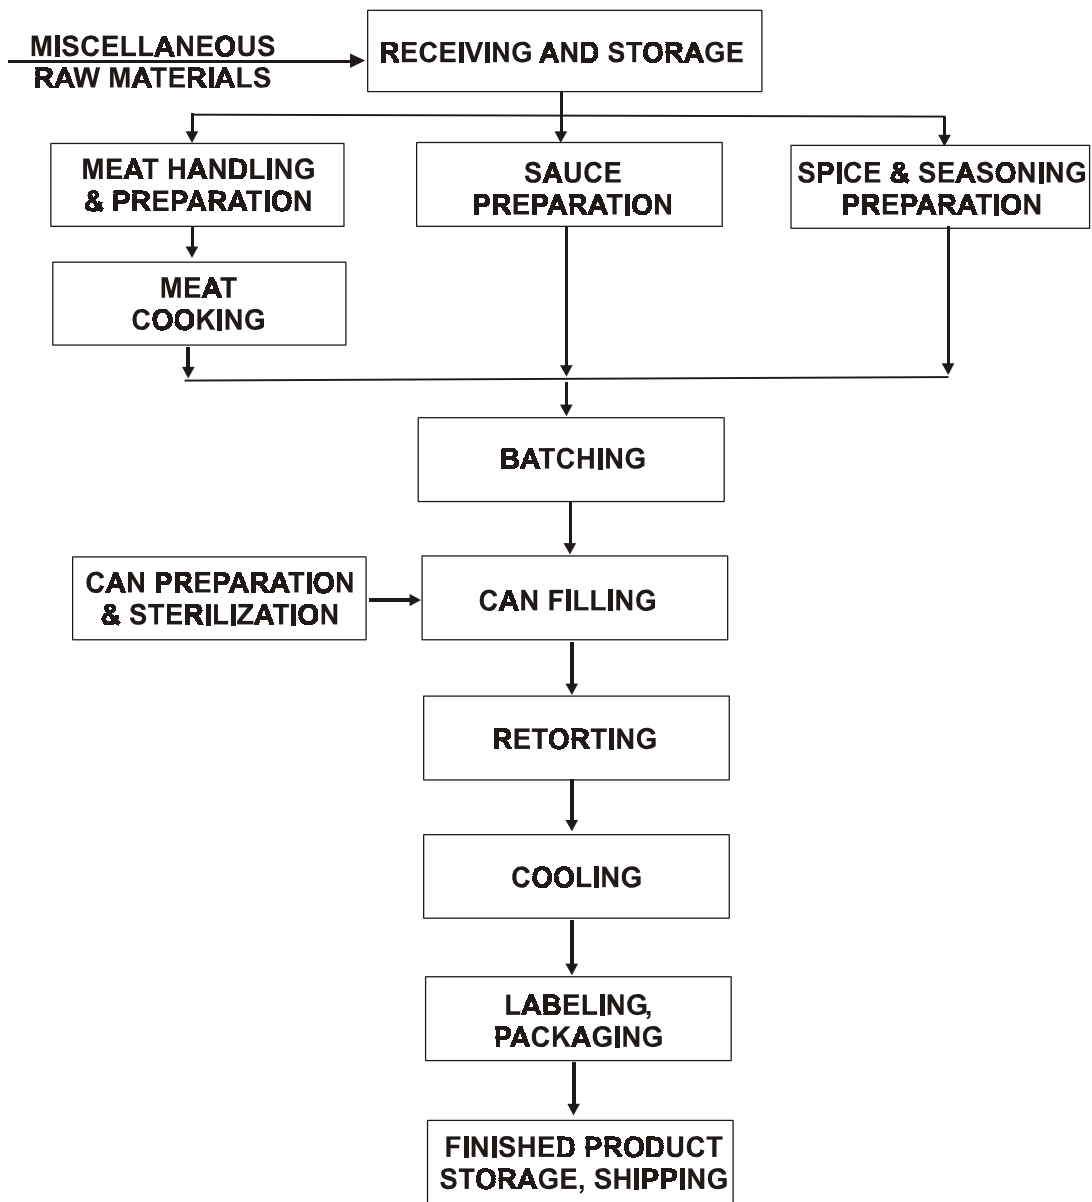 MISCELLANEOUS
RAW MATERIALS
RECEIVING AND STORAGE
MEAT HANDLING
& PREPARATION
SAUCE
PREPARATION
SPICE & SEASONING
PREPARATION
MEAT
COOKING
BATCHING
CAN PREPARATION
& STERILIZATION
CAN FILLING
RETORTING
COOLING
LABELING,
PACKAGING
FINISHED PRODUCT
STORAGE, SHIPPING